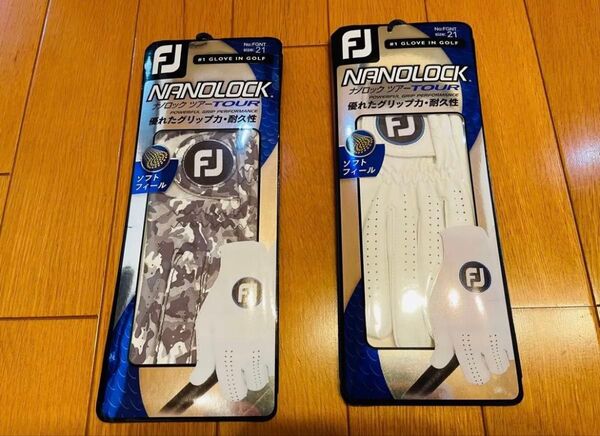 No:FGNT
SIZE: 21
FJ
#1 GLOVE IN GOLF
NANOLOCK
ナノロック ツアー TOUR
POWERFUL GRIP PERFORMANCE
優れたグリップ力・耐久性
FJ
ソフト
フィール
FJ
No:FGNT
SIZE: 21
FJ
#1 GLOVE IN GOLF
NANOLOCK
ナノロック ツアー TOUR
POWERFUL GRIP PERFORMANCE
優れたグリップ力・耐久性
FJ
ソフト
フィール
FJ